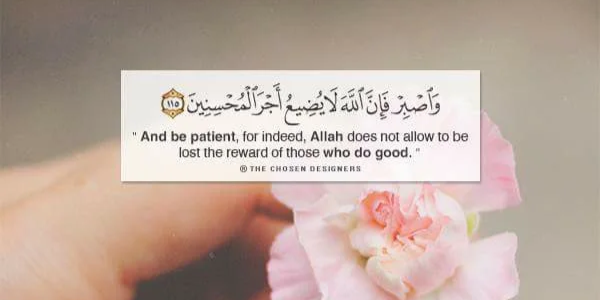 وَٱصْبِرْ فَإِنَّ ٱللَّهَ لَا يُضِيعُ أَجْرَ ٱلْمُحْسِنِينَ ١١٥
" And be patient, for indeed, Allah does not allow to be
lost the reward of those who do good. "
® THE CHOSEN DESIGNERS